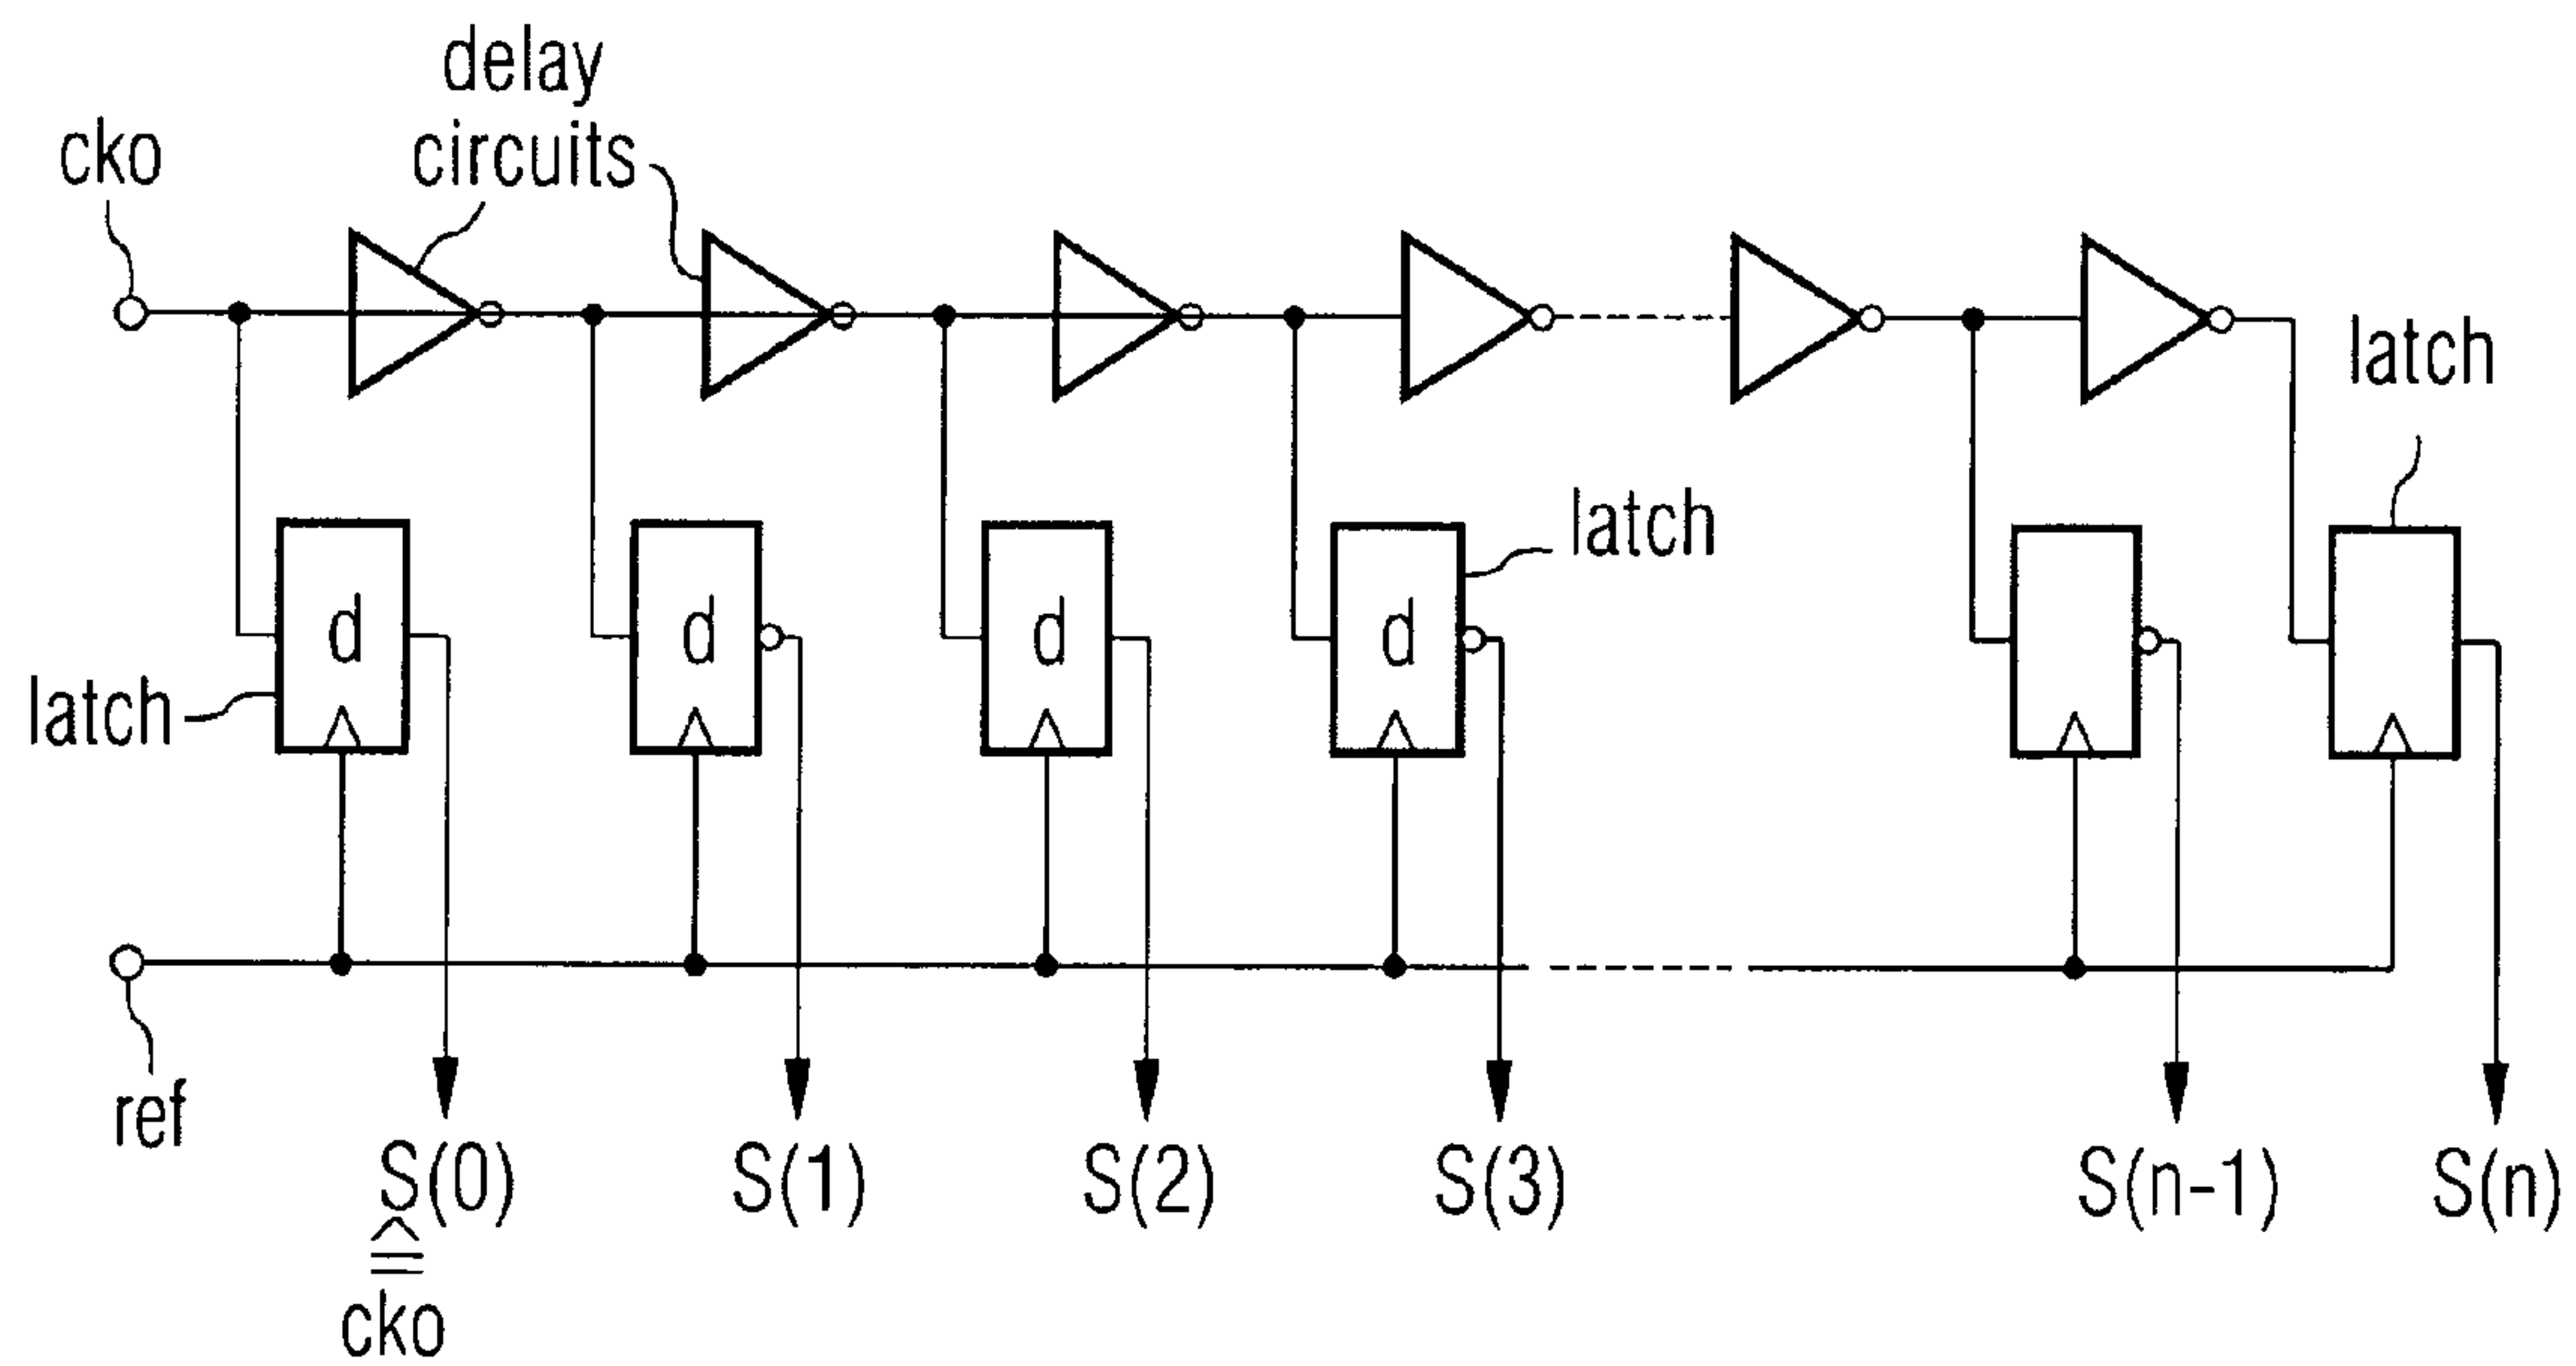 delay
circuits
cko
latch
latch
d
d
d
d
latch
ref
S(0)
≙
cko
S(1)
S(2)
S(3)
S(n-1)
S(n)